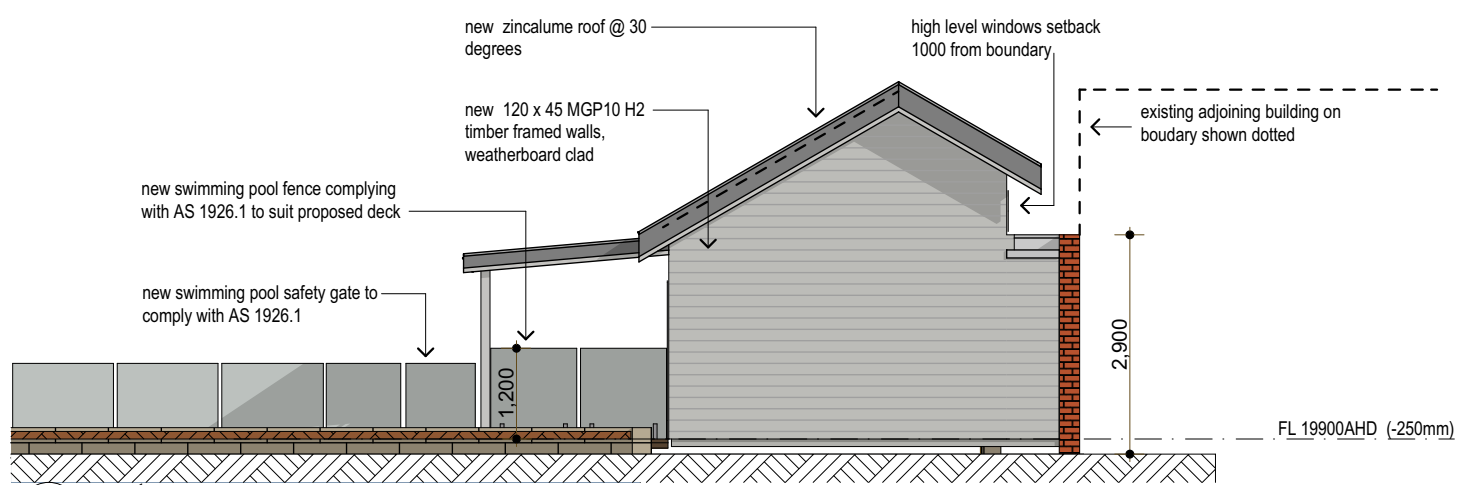 new zincalume roof @ 30
degrees
high level windows setback
1000 from boundary
new 120 x 45 MGP10 H2
timber framed walls,
weatherboard clad
existing adjoining building on
boudary shown dotted
new swimming pool fence complying
with AS 1926.1 to suit proposed deck
new swimming pool safety gate to
comply with AS 1926.1
1,200
2,900
FL 19900AHD (-250mm)